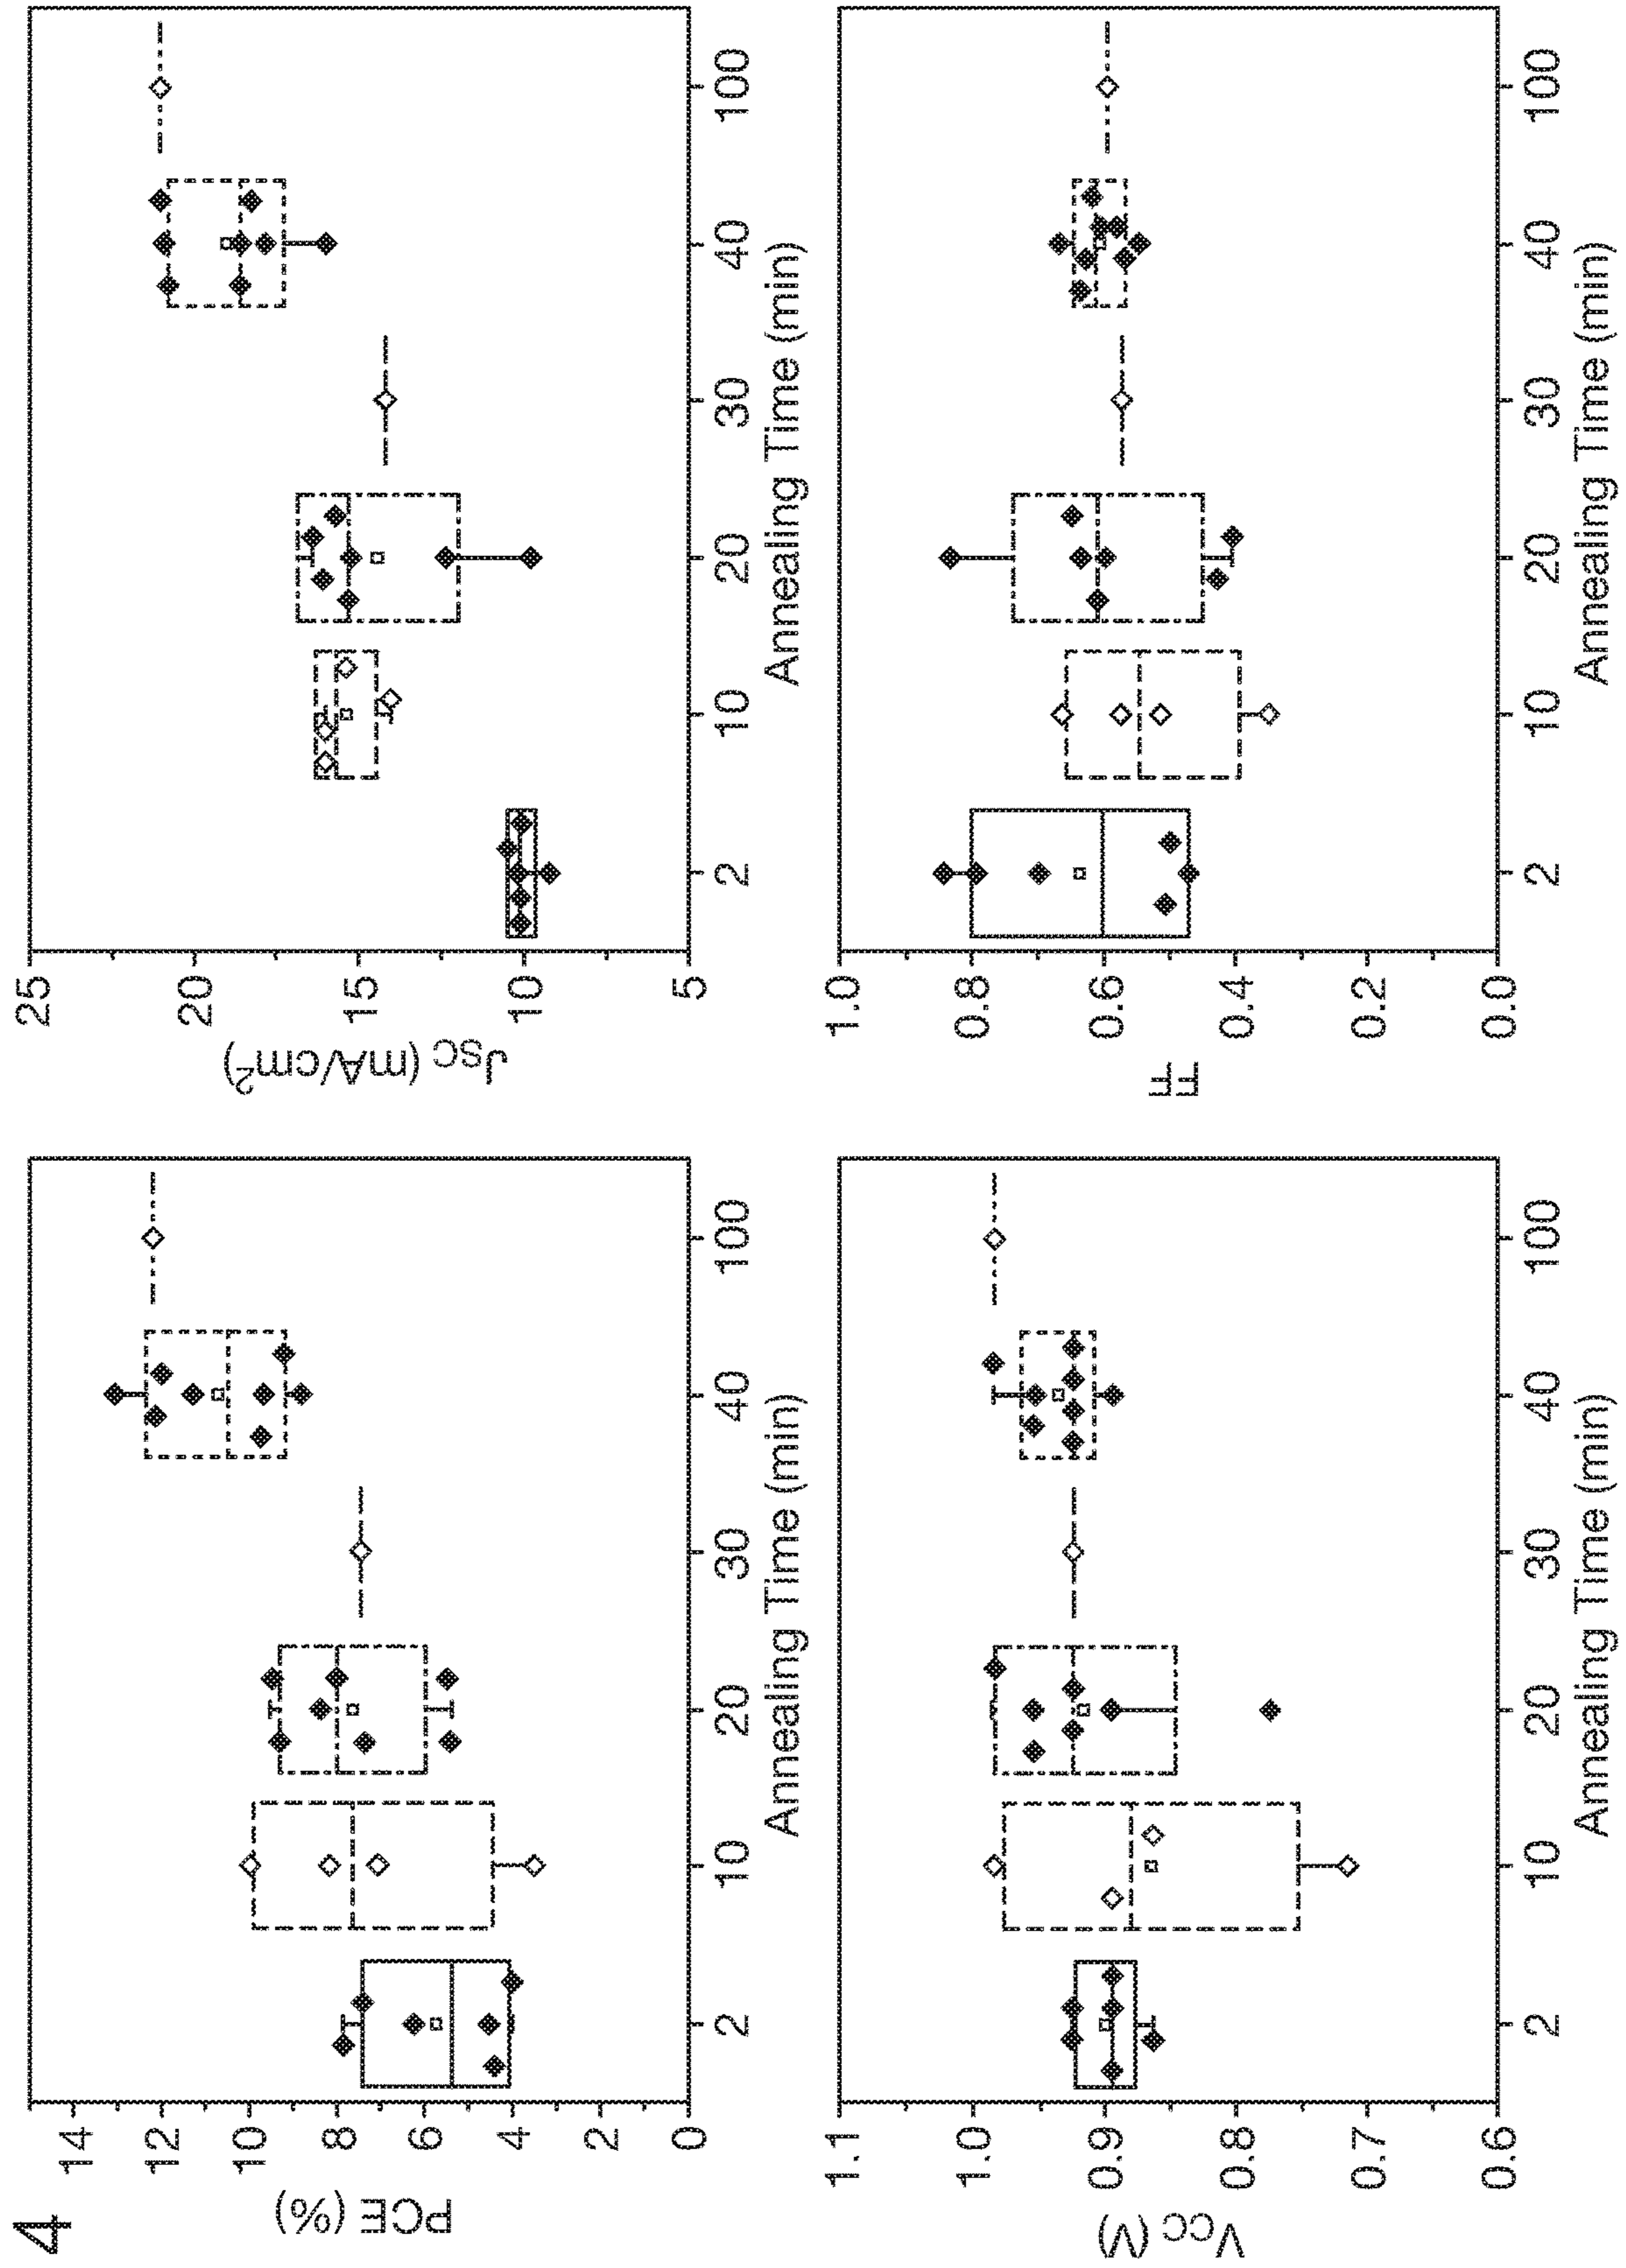 4
PCE (%)
14
12
10
8
6
4
2
0
2 10 20 30 40 100
Annealing Time (min)
JSC (mA/cm²)
25
20
15
10
5
2 10 20 30 40 100
Annealing Time (min)
VCC (V)
1.1
1.0
0.9
0.8
0.7
0.6
2 10 20 30 40 100
Annealing Time (min)
FF
1.0
0.8
0.6
0.4
0.2
0.0
2 10 20 30 40 100
Annealing Time (min)